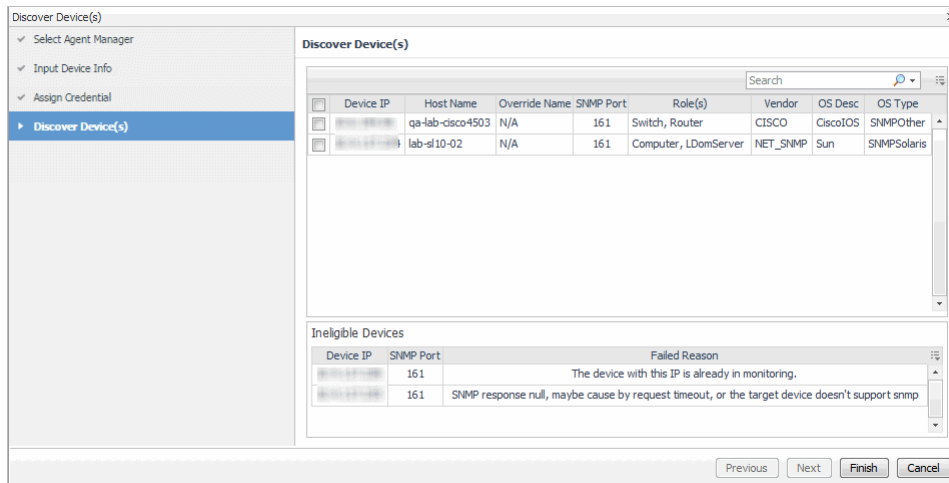 Discover Device(s)
Select Agent Manager
Input Device Info
Assign Credential
Discover Device(s)
Discover Device(s)
Search
Device IP Host Name Override Name SNMP Port Role(s) Vendor OS Desc OS Type
qa-lab-cisco4503 N/A 161 Switch, Router CISCO CiscoIOS SNMPOther
lab-sl10-02 N/A 161 Computer, LDomServer NET_SNMP Sun SNMPSolaris
Ineligible Devices
Device IP SNMP Port Failed Reason
161 The device with this IP is already in monitoring.
161 SNMP response null, maybe cause by request timeout, or the target device doesn't support snmp
Previous Next Finish Cancel